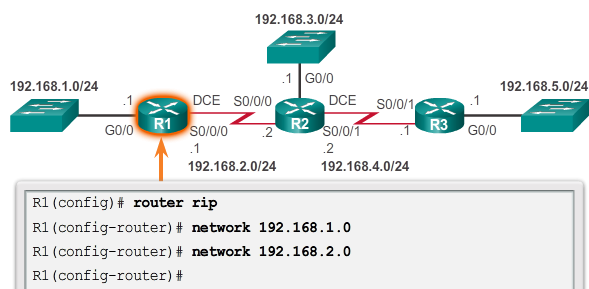 192.168.3.0/24
.1 G0/0
192.168.1.0/24
192.168.5.0/24
.1 DCE S0/0/0 DCE S0/0/1 .1
R1 R2 R3
G0/0 S0/0/0 .2 S0/0/1 .1 G0/0
.1 .2
192.168.2.0/24 192.168.4.0/24
R1(config)# router rip
R1(config-router)# network 192.168.1.0
R1(config-router)# network 192.168.2.0
R1(config-router)#